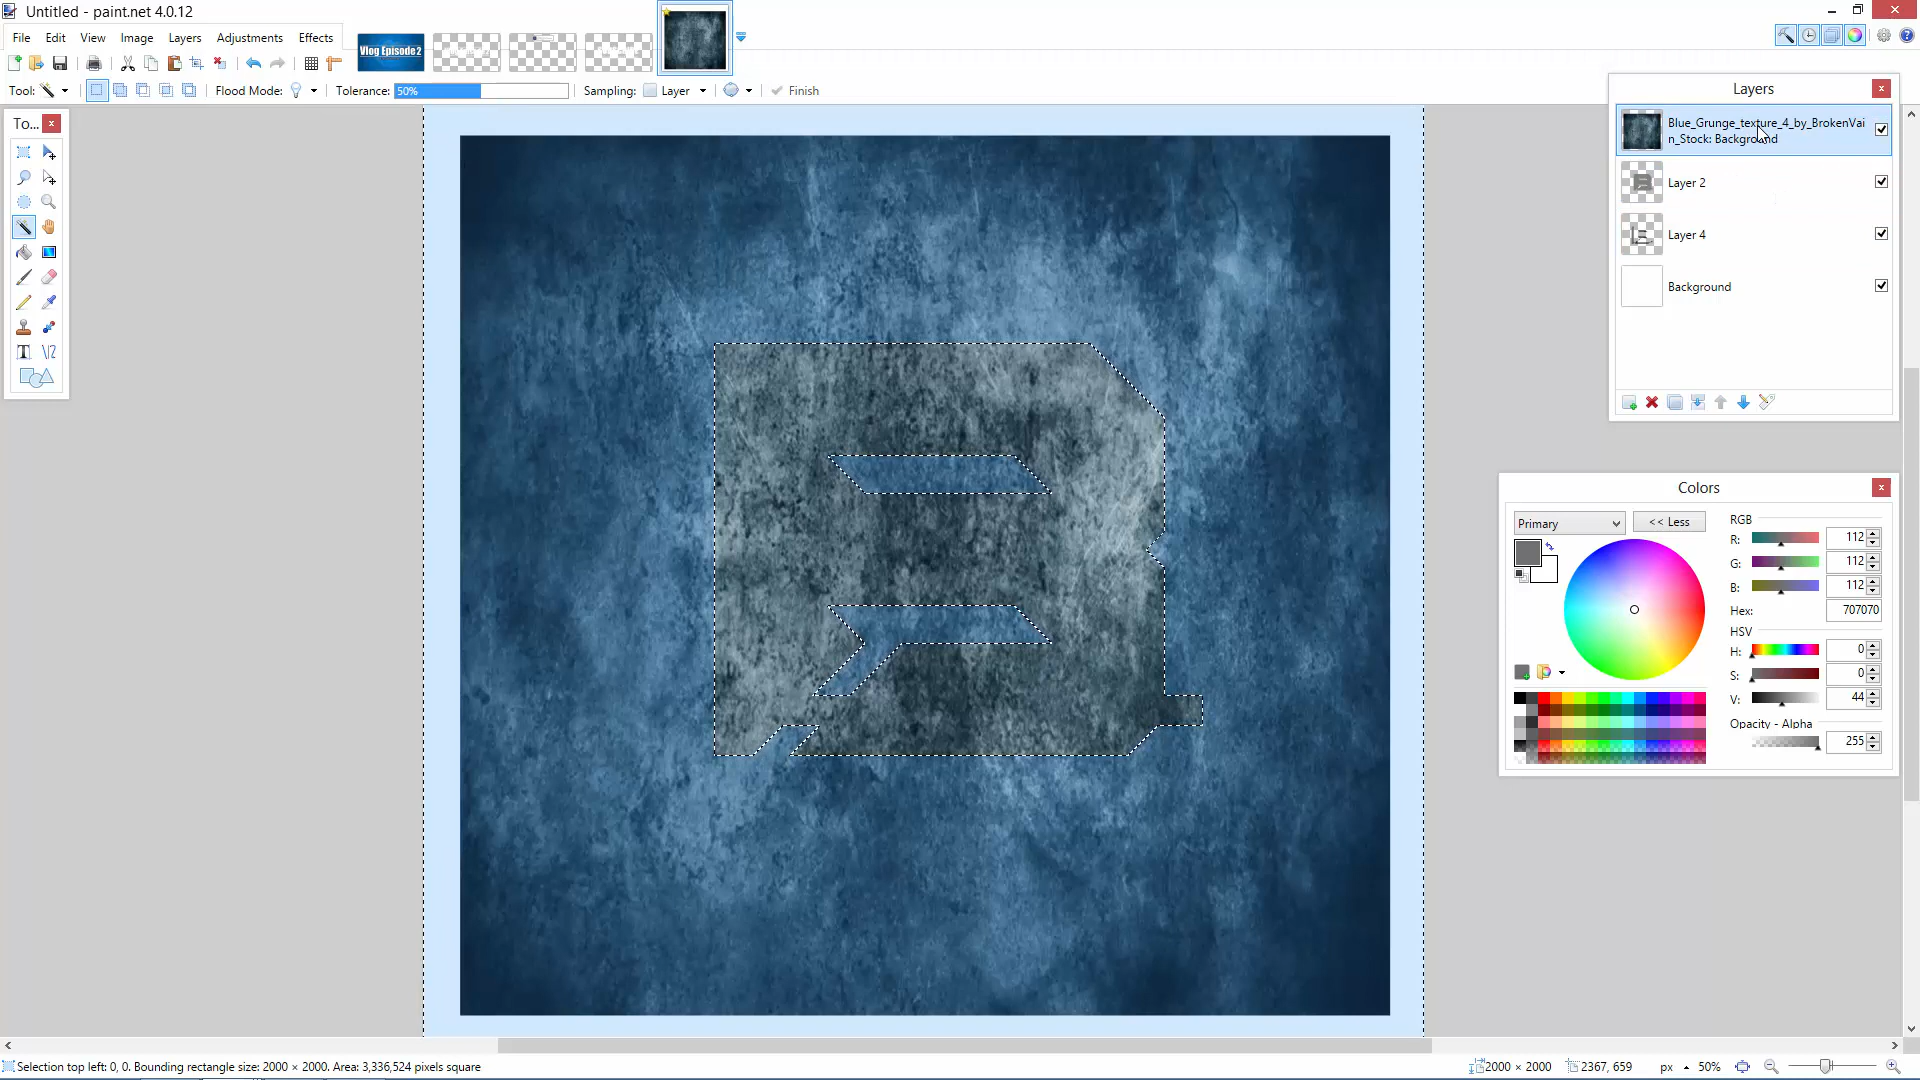 Untitled - paint.net 4.0.12
File Edit View Image Layers Adjustments Effects
Vlog Episode2
Tool: Flood Mode: Tolerance: 50% Sampling: Layer Finish
To...
Layers
Blue_Grunge_texture_4_by_BrokenVai
n_Stock: Background
Layer 2
Layer 4
Background
Colors
Primary
<< Less
RGB
R: 112
G: 112
B: 112
Hex: 707070
HSV
H: 0
S: 0
V: 44
Opacity - Alpha
255
Selection top left: 0, 0. Bounding rectangle size: 2000 × 2000. Area: 3,336,524 pixels square
2000 × 2000
2367, 659
px
50%